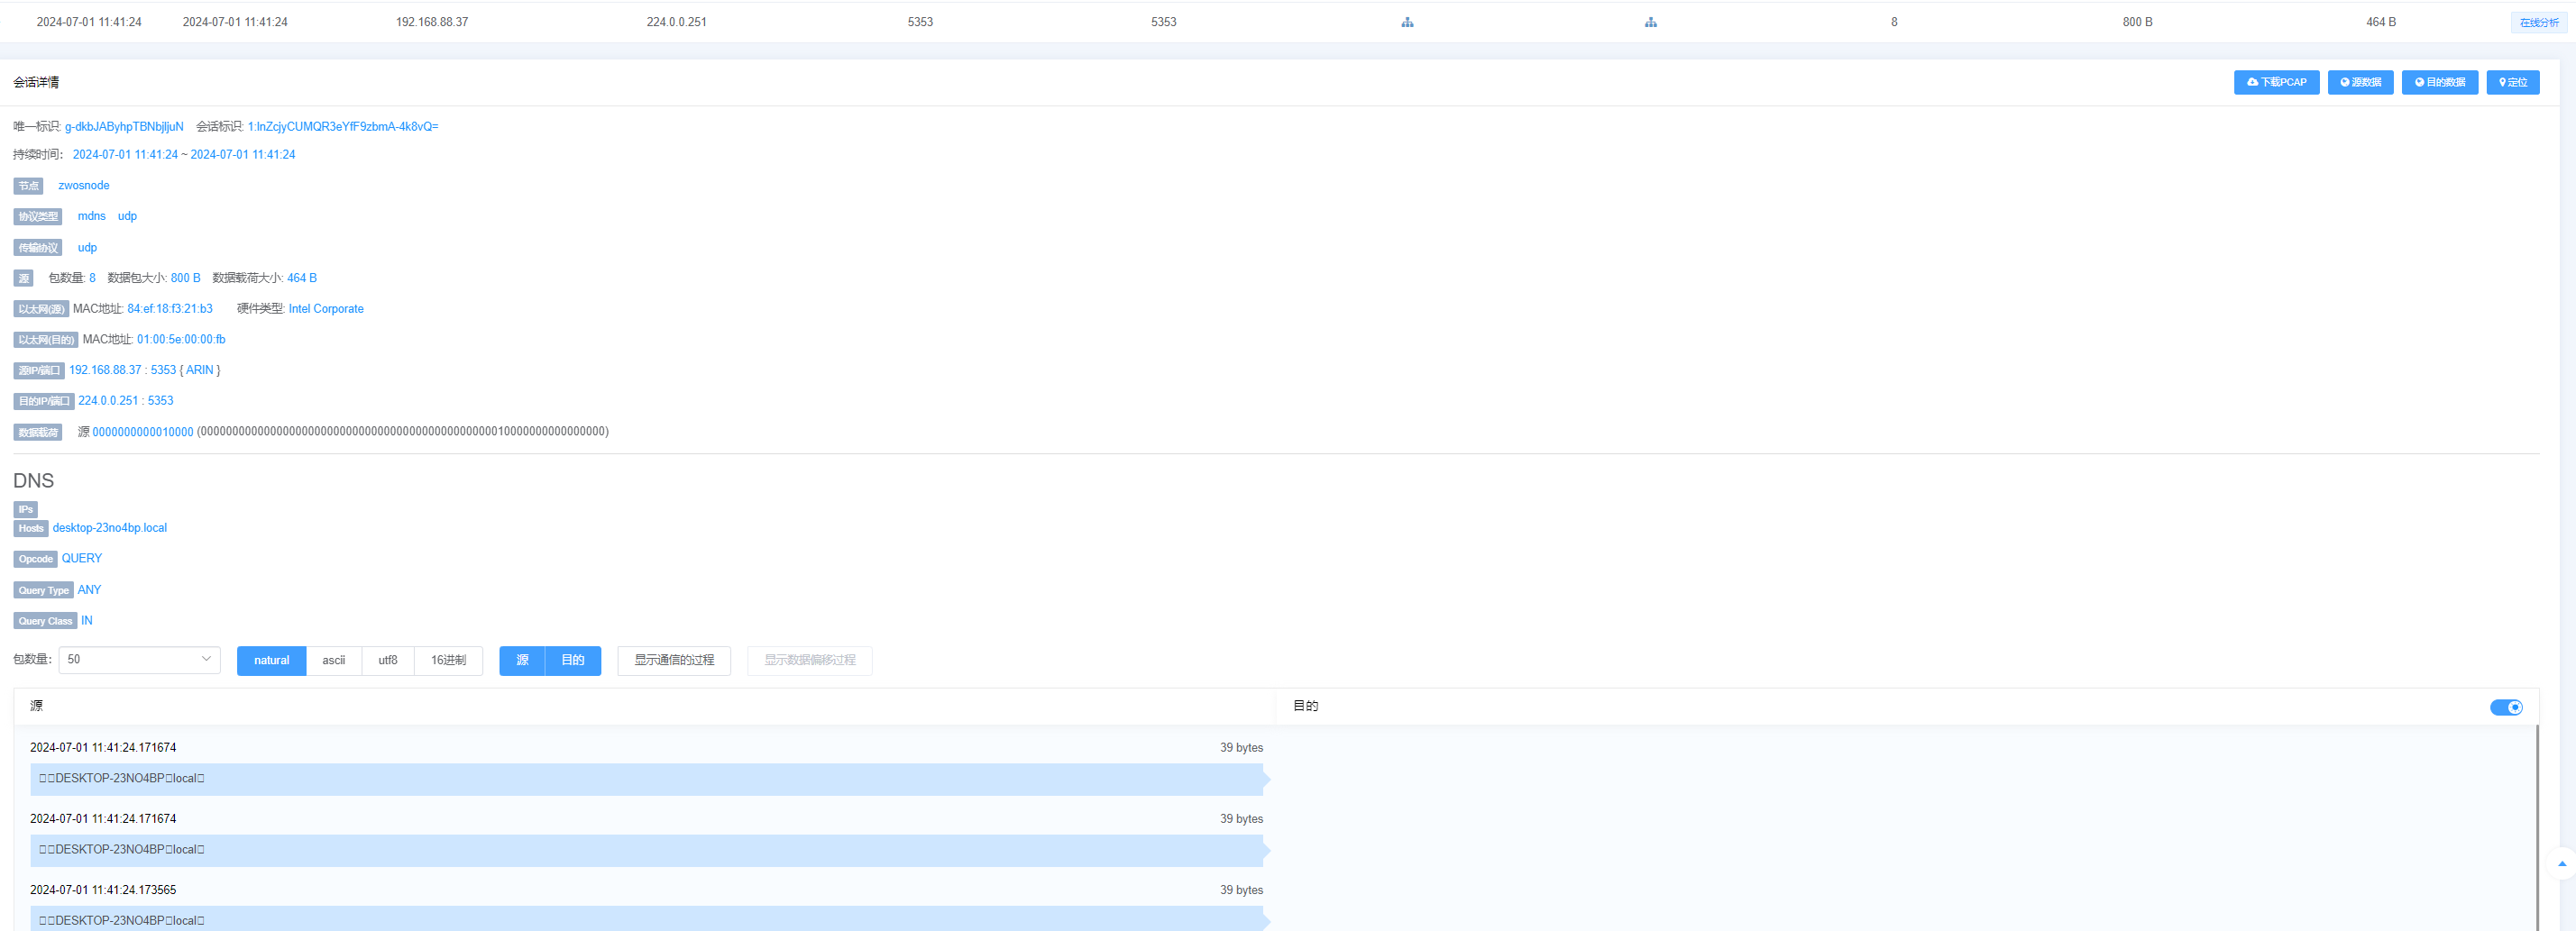 2024-07-01 11:41:24 2024-07-01 11:41:24 192.168.88.37 224.0.0.251 5353 5353 8 800 B 464 B 在线分析
会话详情 下载PCAP 源数据 目的数据 定位
唯一标识: g-dkbJAByhpTBNbjIjuN 会话标识: 1:lnZcjyCUMQR3eYfF9zbmA-4k8vQ=
持续时间: 2024-07-01 11:41:24 ~ 2024-07-01 11:41:24
节点 zwosnode
协议类型 mdns udp
传输协议 udp
源 包数量: 8 数据包大小: 800 B 数据载荷大小: 464 B
以太网(源) MAC地址: 84:ef:18:f3:21:b3 硬件类型: Intel Corporate
以太网(目的) MAC地址: 01:00:5e:00:00:fb
源IP/端口 192.168.88.37 : 5353 { ARIN }
目的IP/端口 224.0.0.251 : 5353
数据载荷 源 0000000000010000
DNS
IPs
Hosts desktop-23no4bp.local
Opcode QUERY
Query Type ANY
Query Class IN
包数量: 50 natural ascii utf8 16进制 源 目的 显示通信的过程 显示数据偏移过程
源 目的
2024-07-01 11:41:24.171674 39 bytes
DESKTOP-23NO4BP local
2024-07-01 11:41:24.171674 39 bytes
DESKTOP-23NO4BP local
2024-07-01 11:41:24.173565 39 bytes
DESKTOP-23NO4BP local